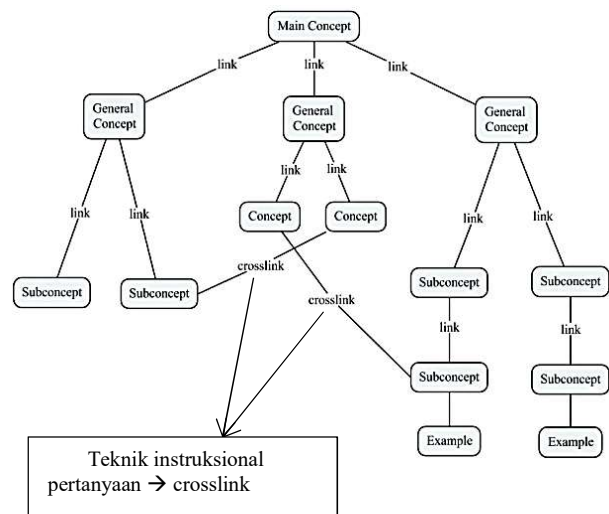 Main Concept
link
link
link
General
Concept
General
Concept
General
Concept
link
link
link
link
link
link
Concept
Concept
crosslink
Subconcept
Subconcept
Subconcept
Subconcept
crosslink
link
link
Subconcept
Subconcept
Example
Example
Teknik instruksional
pertanyaan → crosslink